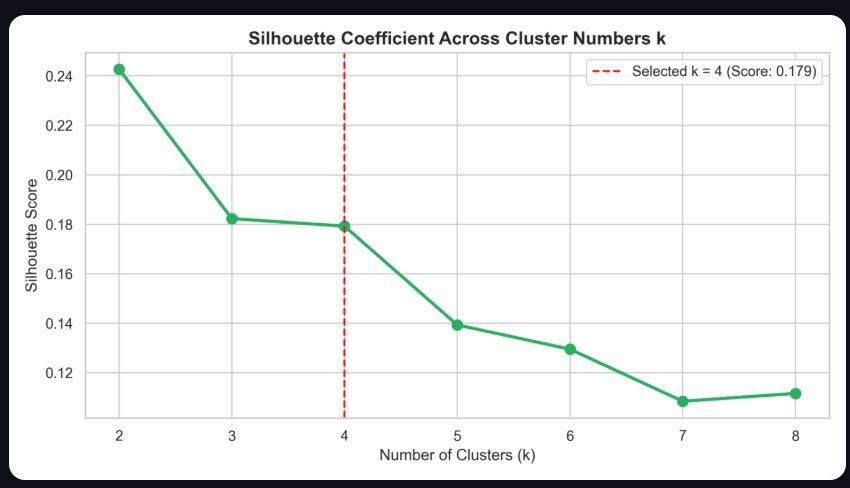 Silhouette Coefficient Across Cluster Numbers k
Selected k = 4 (Score: 0.179)
Silhouette Score
0.24
0.22
0.20
0.18
0.16
0.14
0.12
2 3 4 5 6 7 8
Number of Clusters (k)